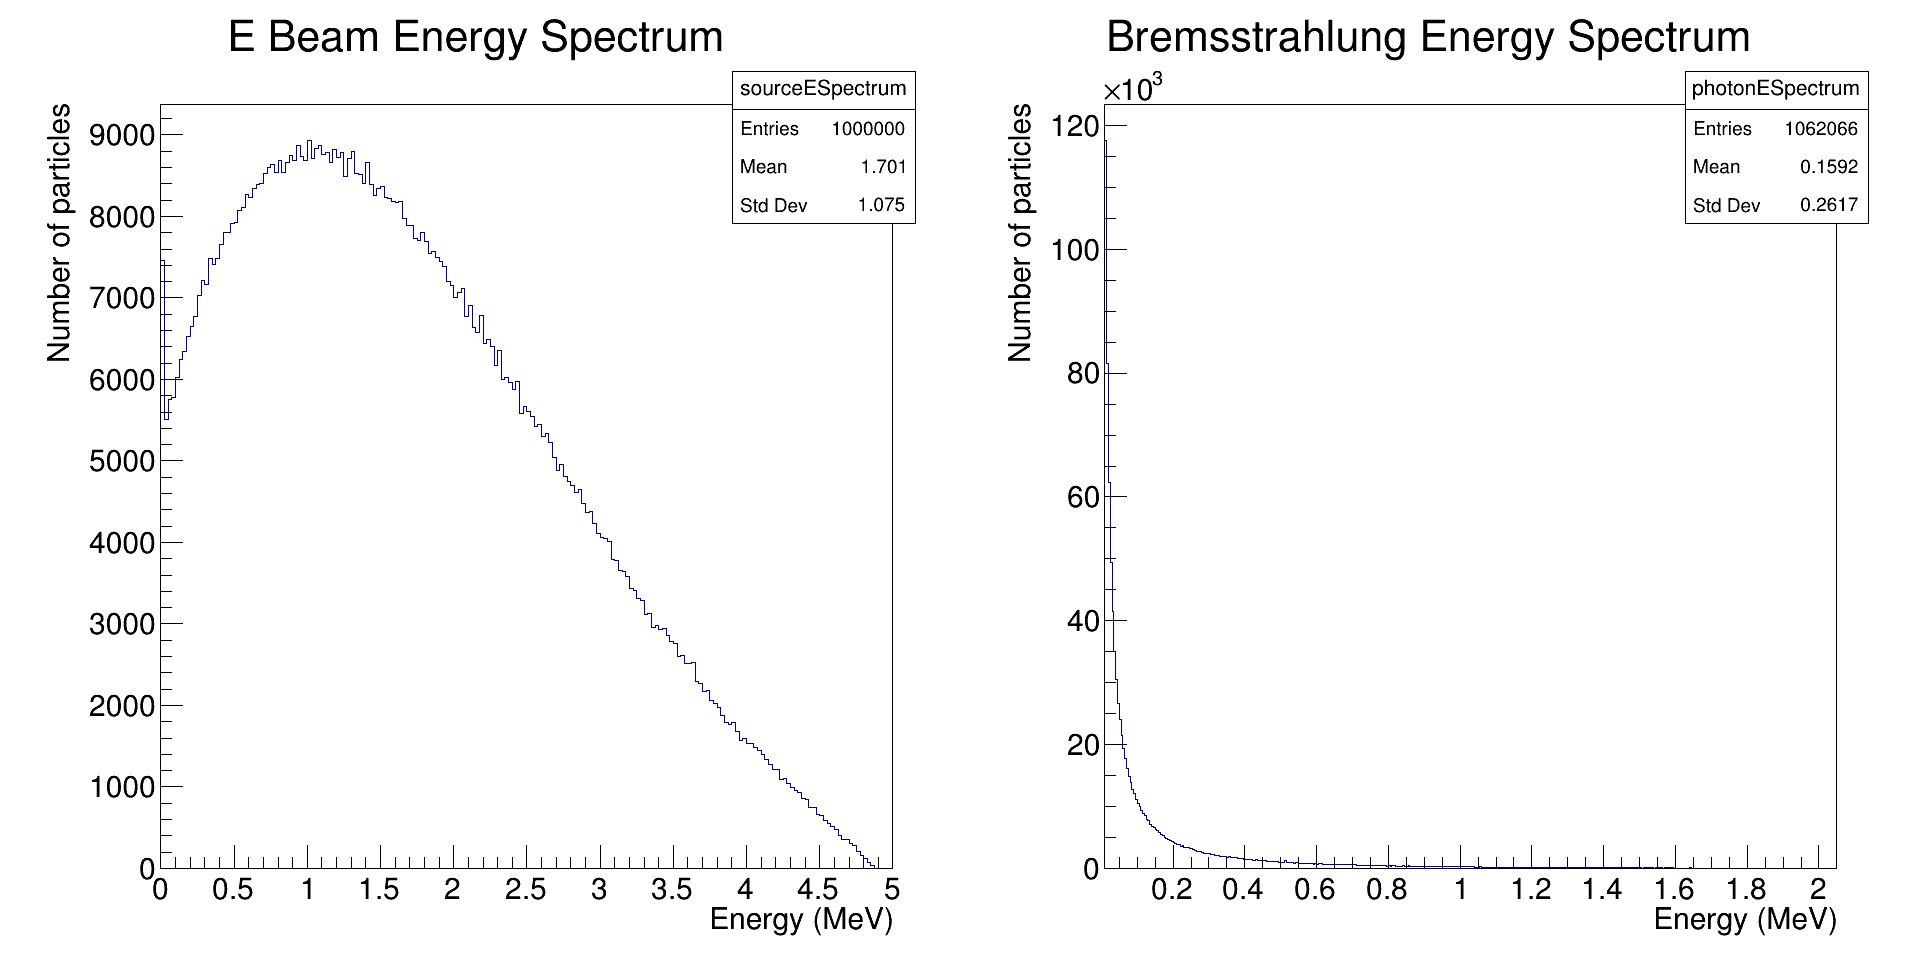 E Beam Energy Spectrum
sourceESpectrum
Entries 1000000
Mean 1.701
Std Dev 1.075
Number of particles
9000
8000
7000
6000
5000
4000
3000
2000
1000
0
0 0.5 1 1.5 2 2.5 3 3.5 4 4.5 5
Energy (MeV)
Bremsstrahlung Energy Spectrum
×10³
photonESpectrum
Entries 1062066
Mean 0.1592
Std Dev 0.2617
Number of particles
120
100
80
60
40
20
0
0.2 0.4 0.6 0.8 1 1.2 1.4 1.6 1.8 2
Energy (MeV)